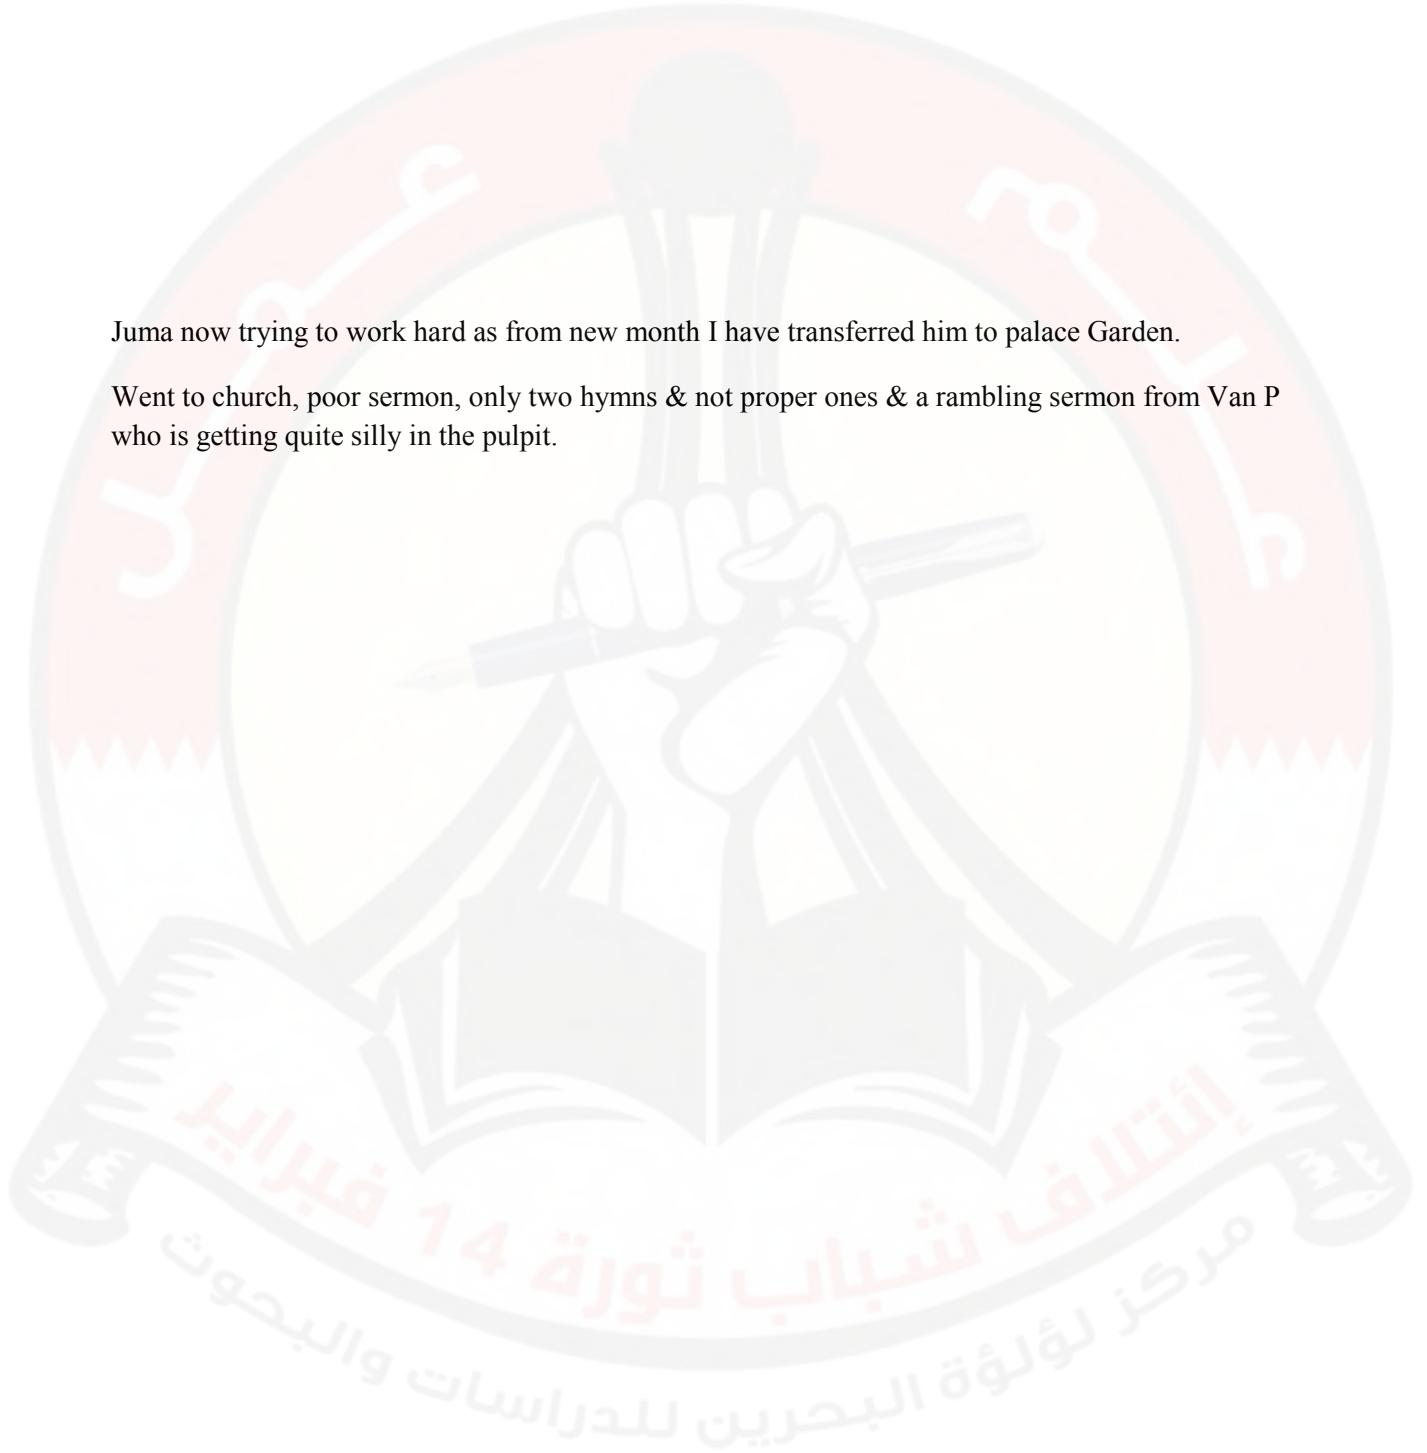 علم
عمل
Juma now trying to work hard as from new month I have transferred him to palace Garden.
Went to church, poor sermon, only two hymns & not proper ones & a rambling sermon from Van P
who is getting quite silly in the pulpit.
إئتلاف شباب ثورة 14 فبراير
مركز لؤلؤة البحرين للدراسات والبحوث